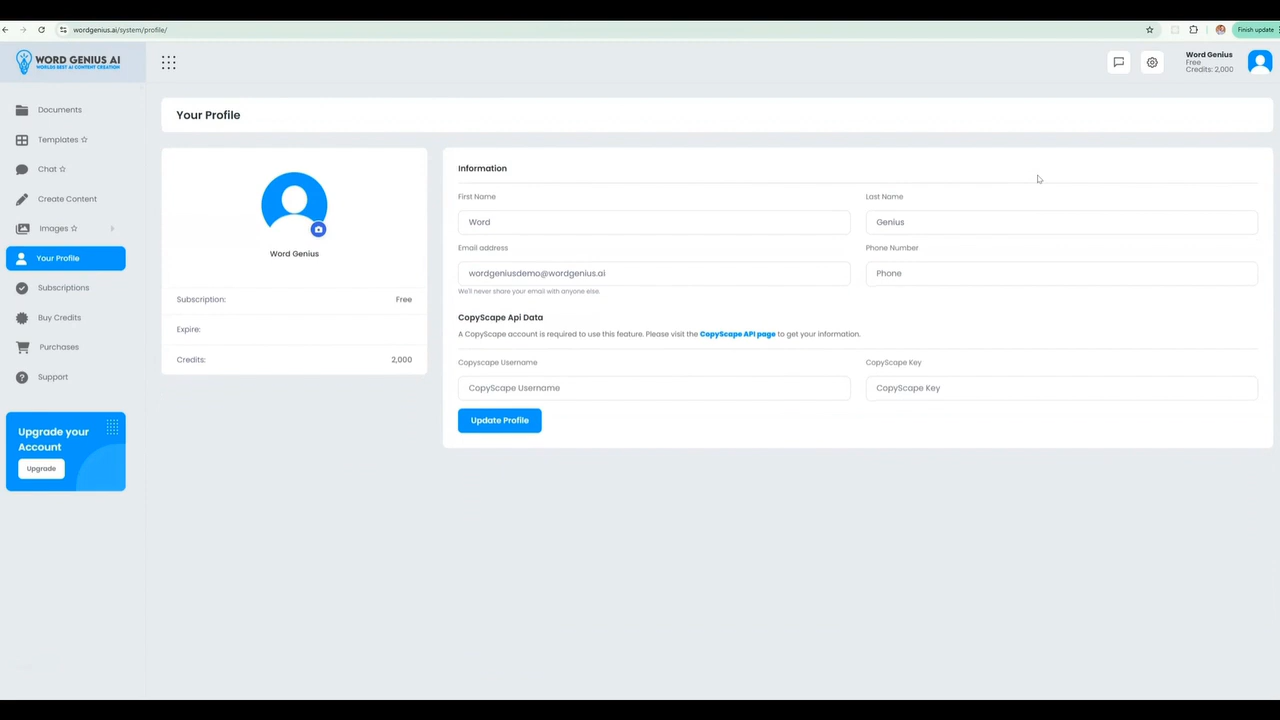 wordgenius.ai/system/profile/
Finish update
WORD GENIUS AI
WORLDS BEST AI CONTENT CREATION
Word Genius
Free
Credits: 2,000
Documents
Templates
Chat
Create Content
Images
Your Profile
Subscriptions
Buy Credits
Purchases
Support
Upgrade your
Account
Upgrade
Your Profile
Word Genius
Subscription: Free
Expire:
Credits: 2,000
Information
First Name Last Name
Word Genius
Email address Phone Number
wordgeniusdemo@wordgenius.ai Phone
We'll never share your email with anyone else.
CopyScape Api Data
A CopyScape account is required to use this feature. Please visit the CopyScape API page to get your information.
Copyscape Username CopyScape Key
CopyScape Username CopyScape Key
Update Profile